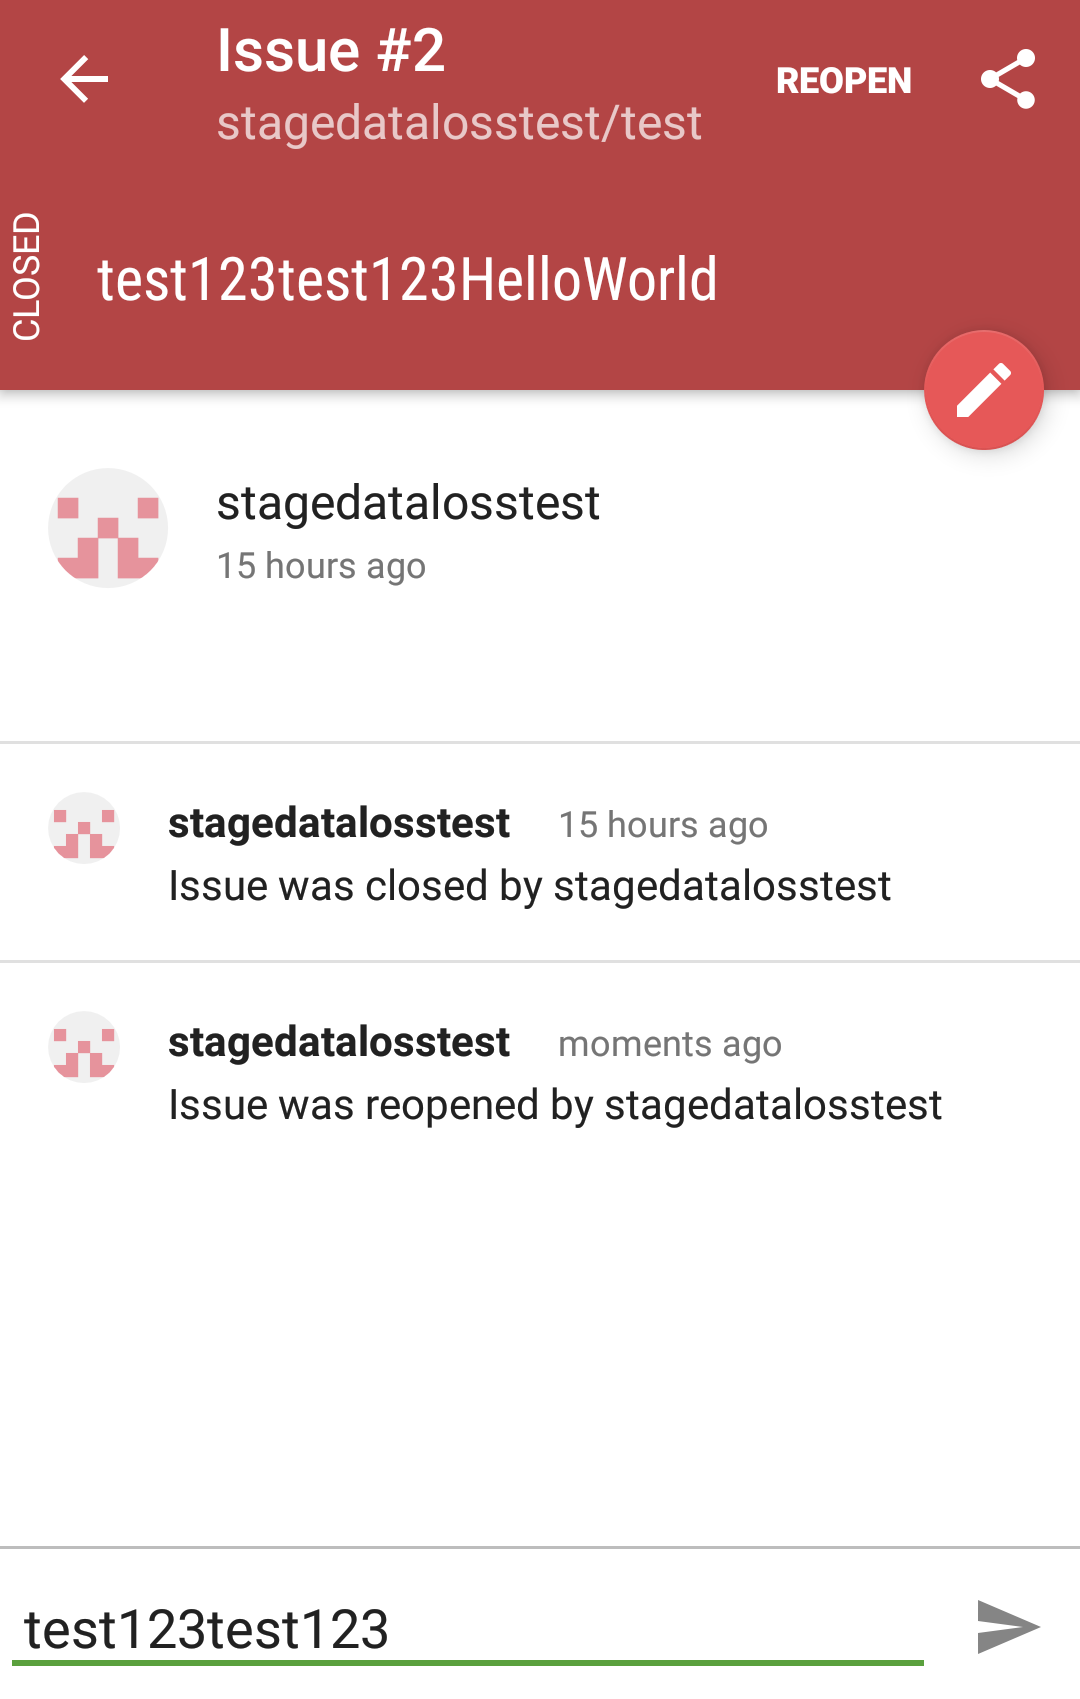 Issue #2
stagedatalosstest/test
REOPEN
CLOSED
test123test123HelloWorld
stagedatalosstest
15 hours ago
stagedatalosstest 15 hours ago
Issue was closed by stagedatalosstest
stagedatalosstest moments ago
Issue was reopened by stagedatalosstest
test123test123